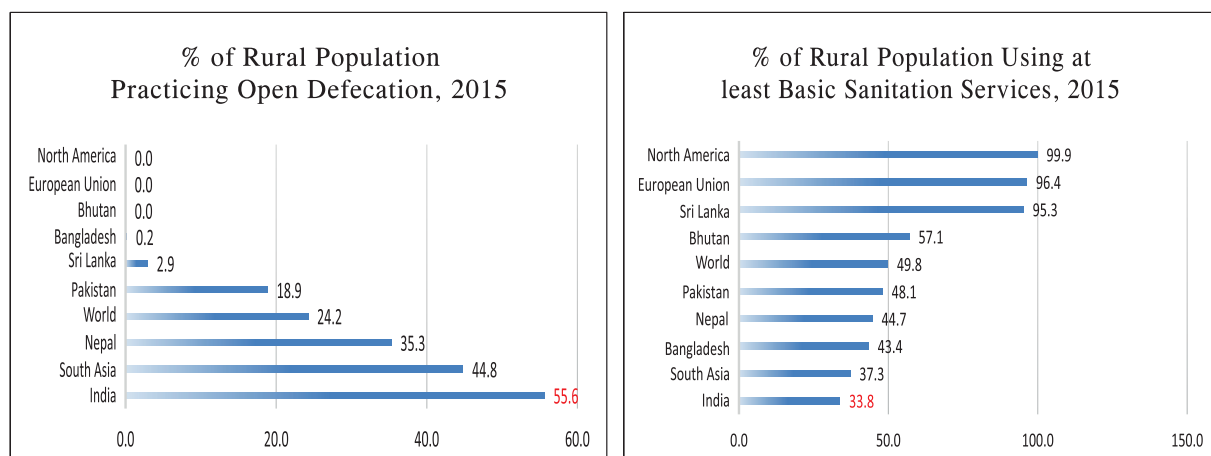 % of Rural Population
Practicing Open Defecation, 2015
North America 0.0
European Union 0.0
Bhutan 0.0
Bangladesh 0.2
Sri Lanka 2.9
Pakistan 18.9
World 24.2
Nepal 35.3
South Asia 44.8
India 55.6
0.0 20.0 40.0 60.0
% of Rural Population Using at
least Basic Sanitation Services, 2015
North America 99.9
European Union 96.4
Sri Lanka 95.3
Bhutan 57.1
World 49.8
Pakistan 48.1
Nepal 44.7
Bangladesh 43.4
South Asia 37.3
India 33.8
0.0 50.0 100.0 150.0